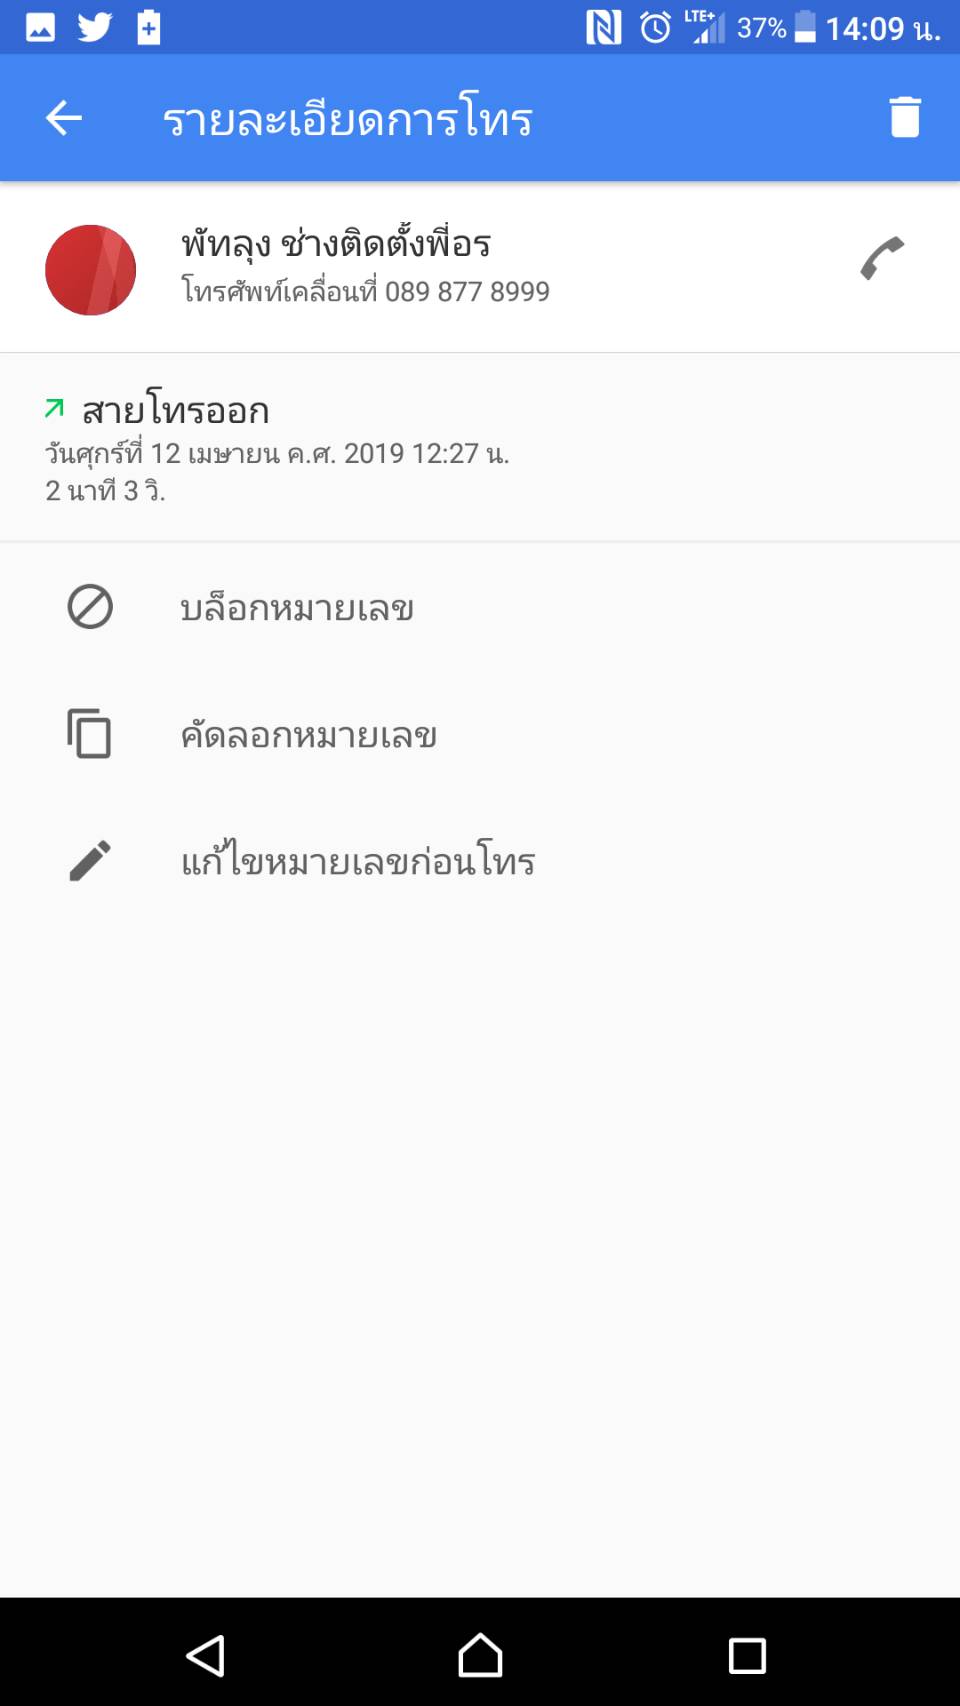 LTE+ 37% 14:09 น.
รายละเอียดการโทร
พัทลุง ช่างติดตั้งพี่อร
โทรศัพท์เคลื่อนที่ 089 877 8999
สายโทรออก
วันศุกร์ที่ 12 เมษายน ค.ศ. 2019 12:27 น.
2 นาที 3 วิ.
บล็อกหมายเลข
คัดลอกหมายเลข
แก้ไขหมายเลขก่อนโทร